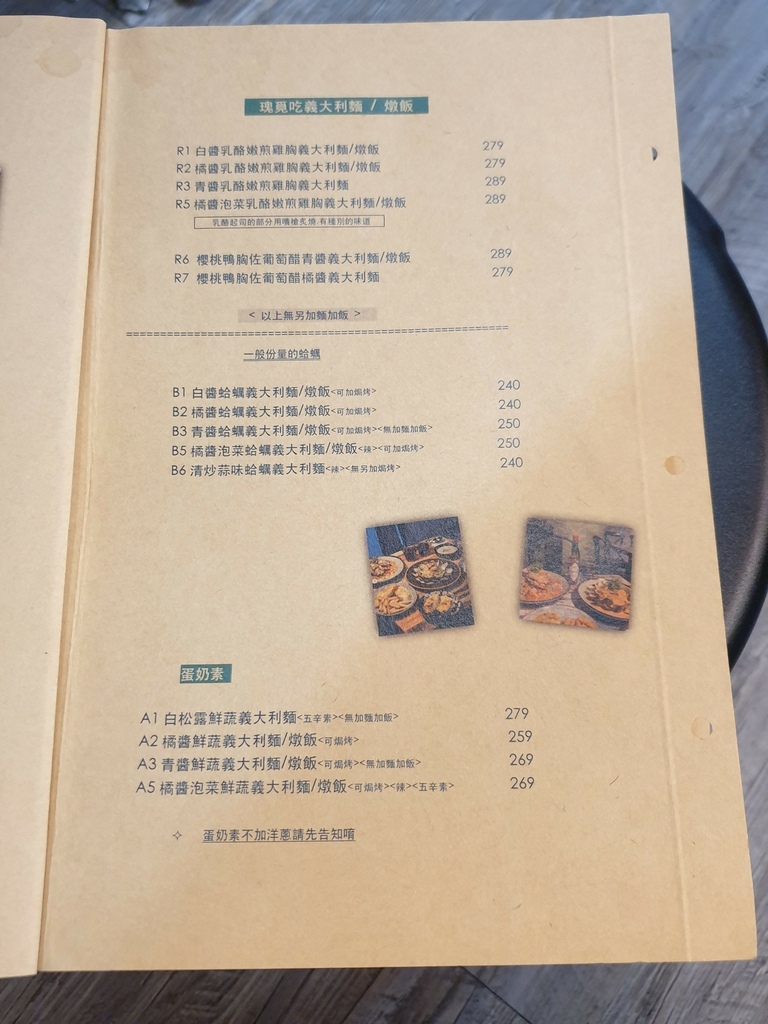 瑰覓吃義大利麵 / 燉飯
R1 白醬乳酪嫩煎雞胸義大利麵/燉飯 279
R2 橘醬乳酪嫩煎雞胸義大利麵/燉飯 279
R3 青醬乳酪嫩煎雞胸義大利麵 289
R5 橘醬泡菜乳酪嫩煎雞胸義大利麵/燉飯 289
乳酪起司的部分用噴槍炙燒.有種別的味道
R6 櫻桃鴨胸佐葡萄醋青醬義大利麵/燉飯 289
R7 櫻桃鴨胸佐葡萄醋橘醬義大利麵 279
< 以上無另加麵加飯 >
一般份量的蛤蠣
B1 白醬蛤蠣義大利麵/燉飯<可加焗烤> 240
B2 橘醬蛤蠣義大利麵/燉飯<可加焗烤> 240
B3 青醬蛤蠣義大利麵/燉飯<可加焗烤><無加麵加飯> 250
B5 橘醬泡菜蛤蠣義大利麵/燉飯<辣><可加焗烤> 250
B6 清炒蒜味蛤蠣義大利麵<辣><無另加焗烤> 240
蛋奶素
A1 白松露鮮蔬義大利麵<五辛素><無加麵加飯> 279
A2 橘醬鮮蔬義大利麵/燉飯<可焗烤> 259
A3 青醬鮮蔬義大利麵/燉飯<可焗烤><無加麵加飯> 269
A5 橘醬泡菜鮮蔬義大利麵/燉飯<可焗烤><辣><五辛素> 269
✧ 蛋奶素不加洋蔥請先告知唷